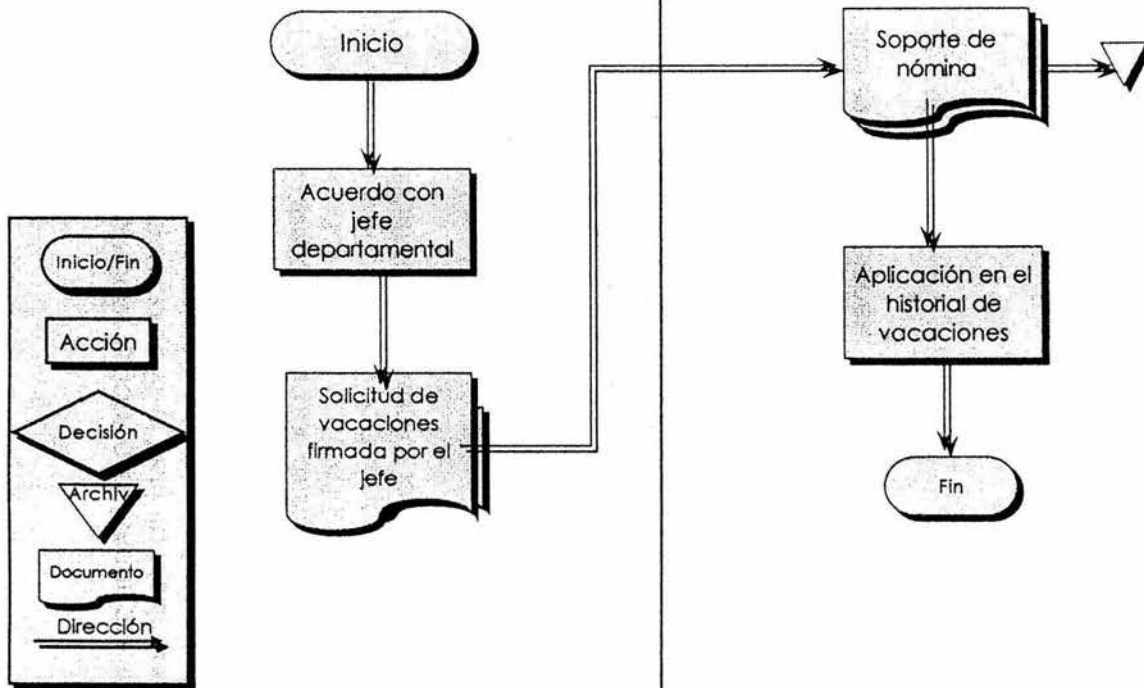 Inicio
Acuerdo con
jefe
departamental
Solicitud de
vacaciones
firmada por el
jefe
Soporte de
nómina
Aplicación en el
historial de
vacaciones
Fin
Inicio/Fin
Acción
Decisión
Archiv
Documento
Dirección